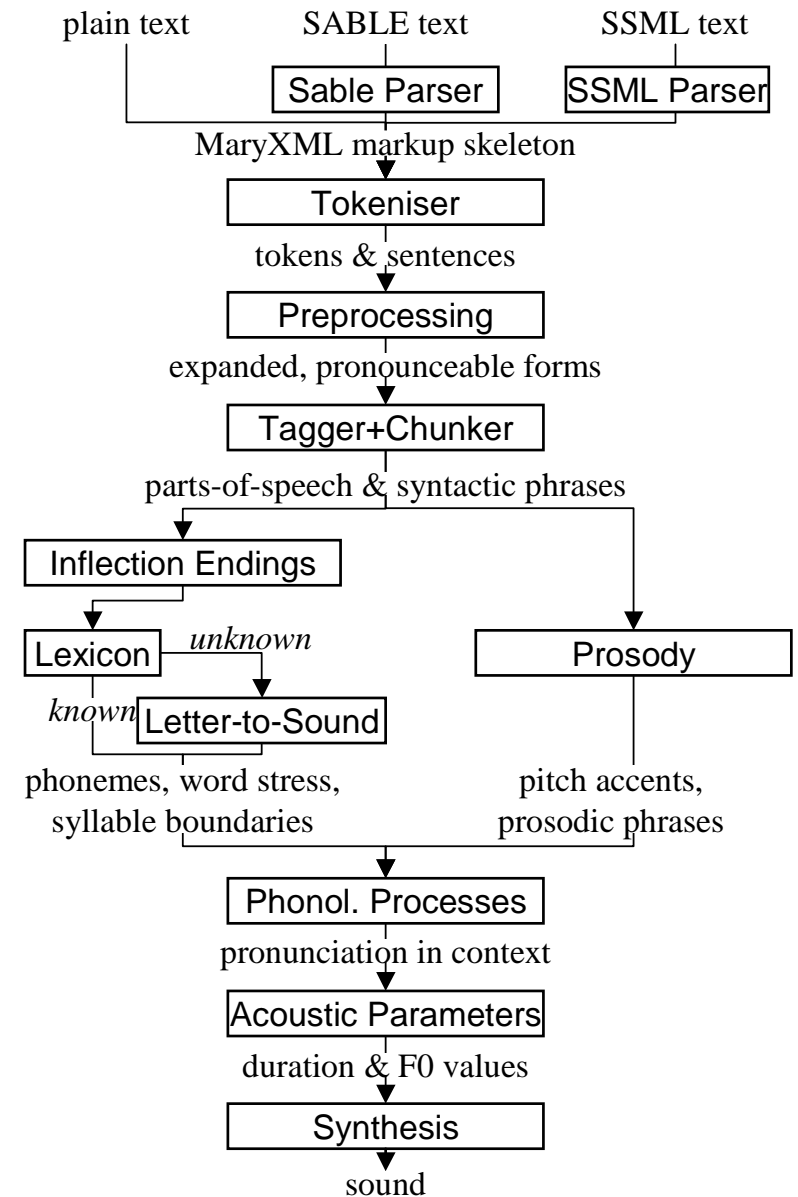 plain text
SABLE text
SSML text
Sable Parser
SSML Parser
MaryXML markup skeleton
Tokeniser
tokens & sentences
Preprocessing
expanded, pronounceable forms
Tagger+Chunker
parts-of-speech & syntactic phrases
Inflection Endings
Lexicon
unknown
Prosody
known
Letter-to-Sound
phonemes, word stress,
syllable boundaries
pitch accents,
prosodic phrases
Phonol. Processes
pronunciation in context
Acoustic Parameters
duration & F0 values
Synthesis
sound